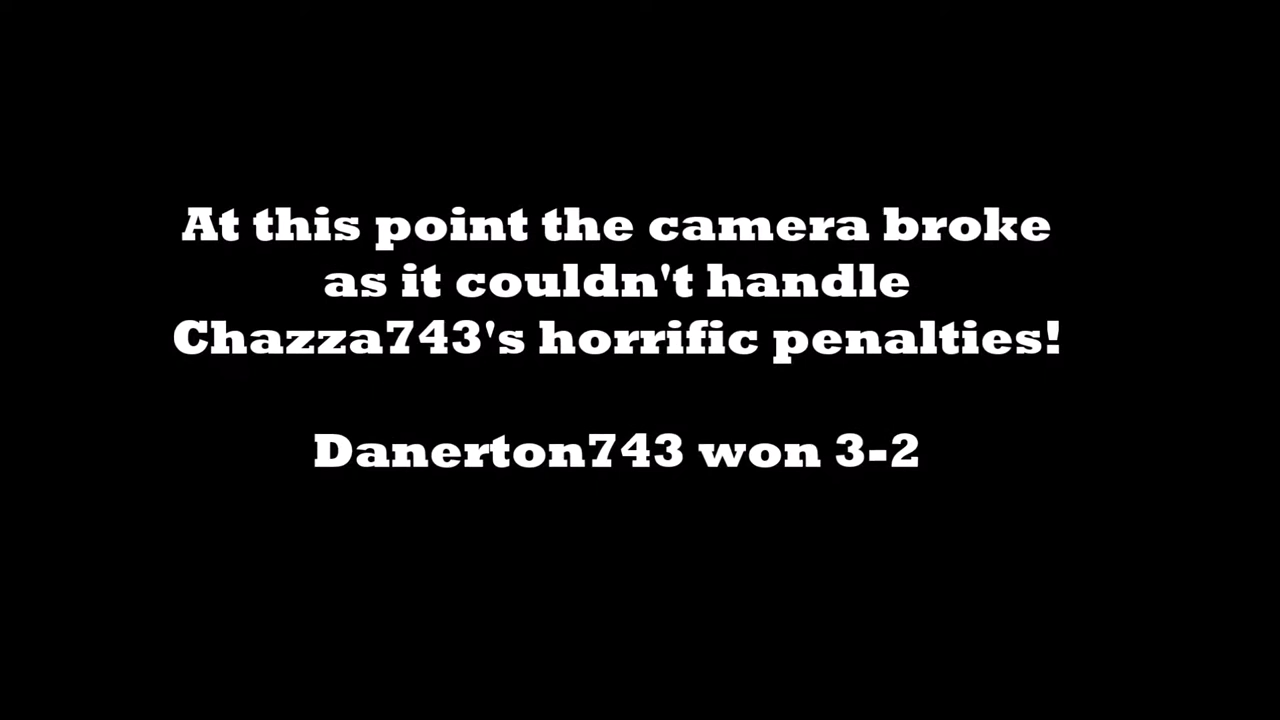 At this point the camera broke
as it couldn't handle
Chazza743's horrific penalties!
Danerton743 won 3-2